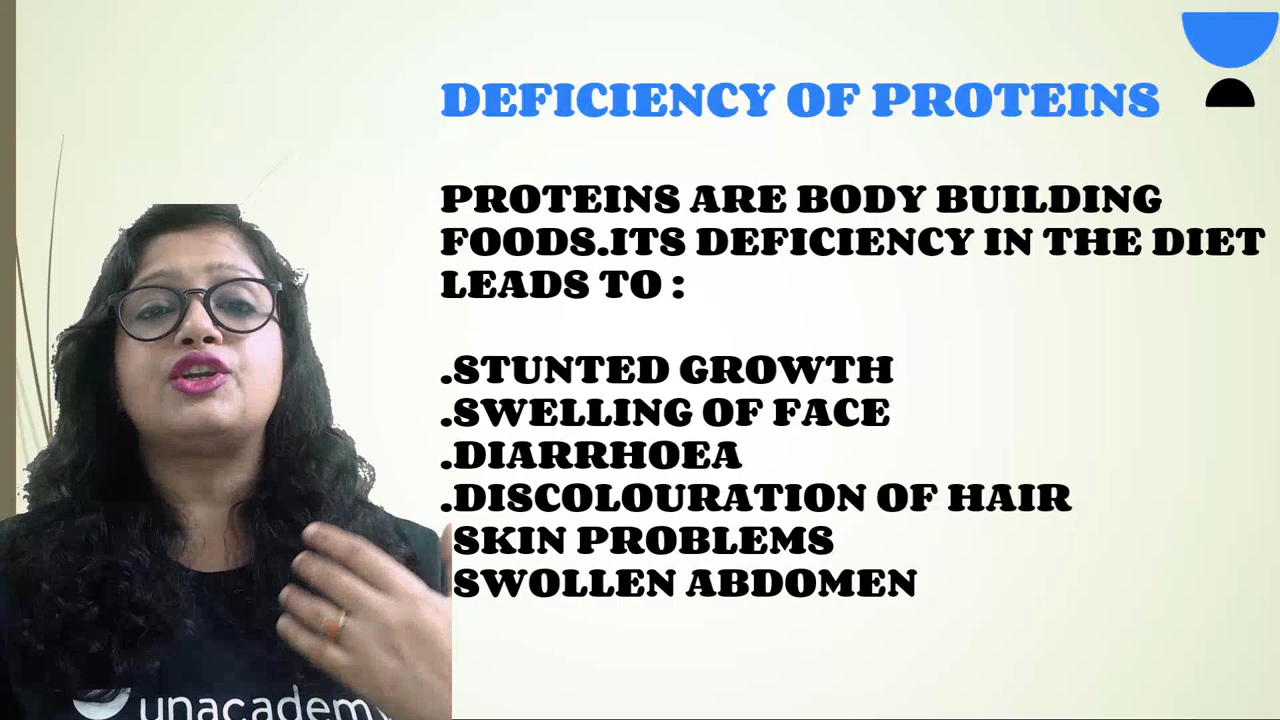 DEFICIENCY OF PROTEINS
PROTEINS ARE BODY BUILDING
FOODS.ITS DEFICIENCY IN THE DIET
LEADS TO :
.STUNTED GROWTH
.SWELLING OF FACE
.DIARRHOEA
.DISCOLOURATION OF HAIR
SKIN PROBLEMS
SWOLLEN ABDOMEN
unacademy